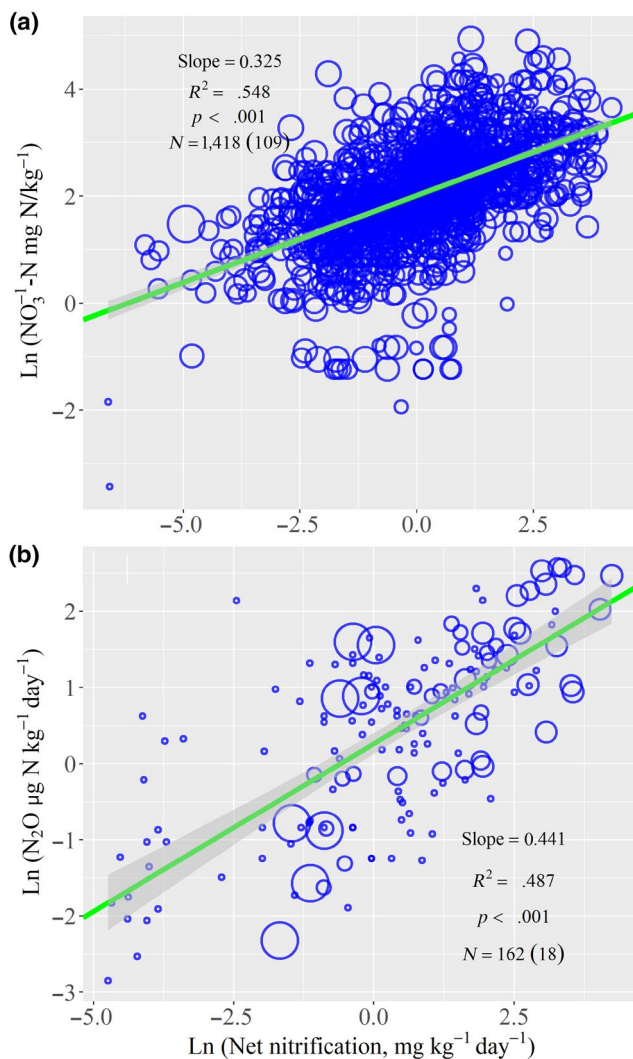 (a)
Slope = 0.325
R² = .548
p < .001
N = 1,418 (109)
Ln (NO₃⁻¹-N mg N/kg⁻¹)
4
2
0
−2
−5.0 −2.5 0.0 2.5
(b)
Ln (N₂O µg N kg⁻¹ day⁻¹)
2
1
0
−1
−2
−3
Slope = 0.441
R² = .487
p < .001
N = 162 (18)
−5.0 −2.5 0.0 2.5
Ln (Net nitrification, mg kg⁻¹ day⁻¹)